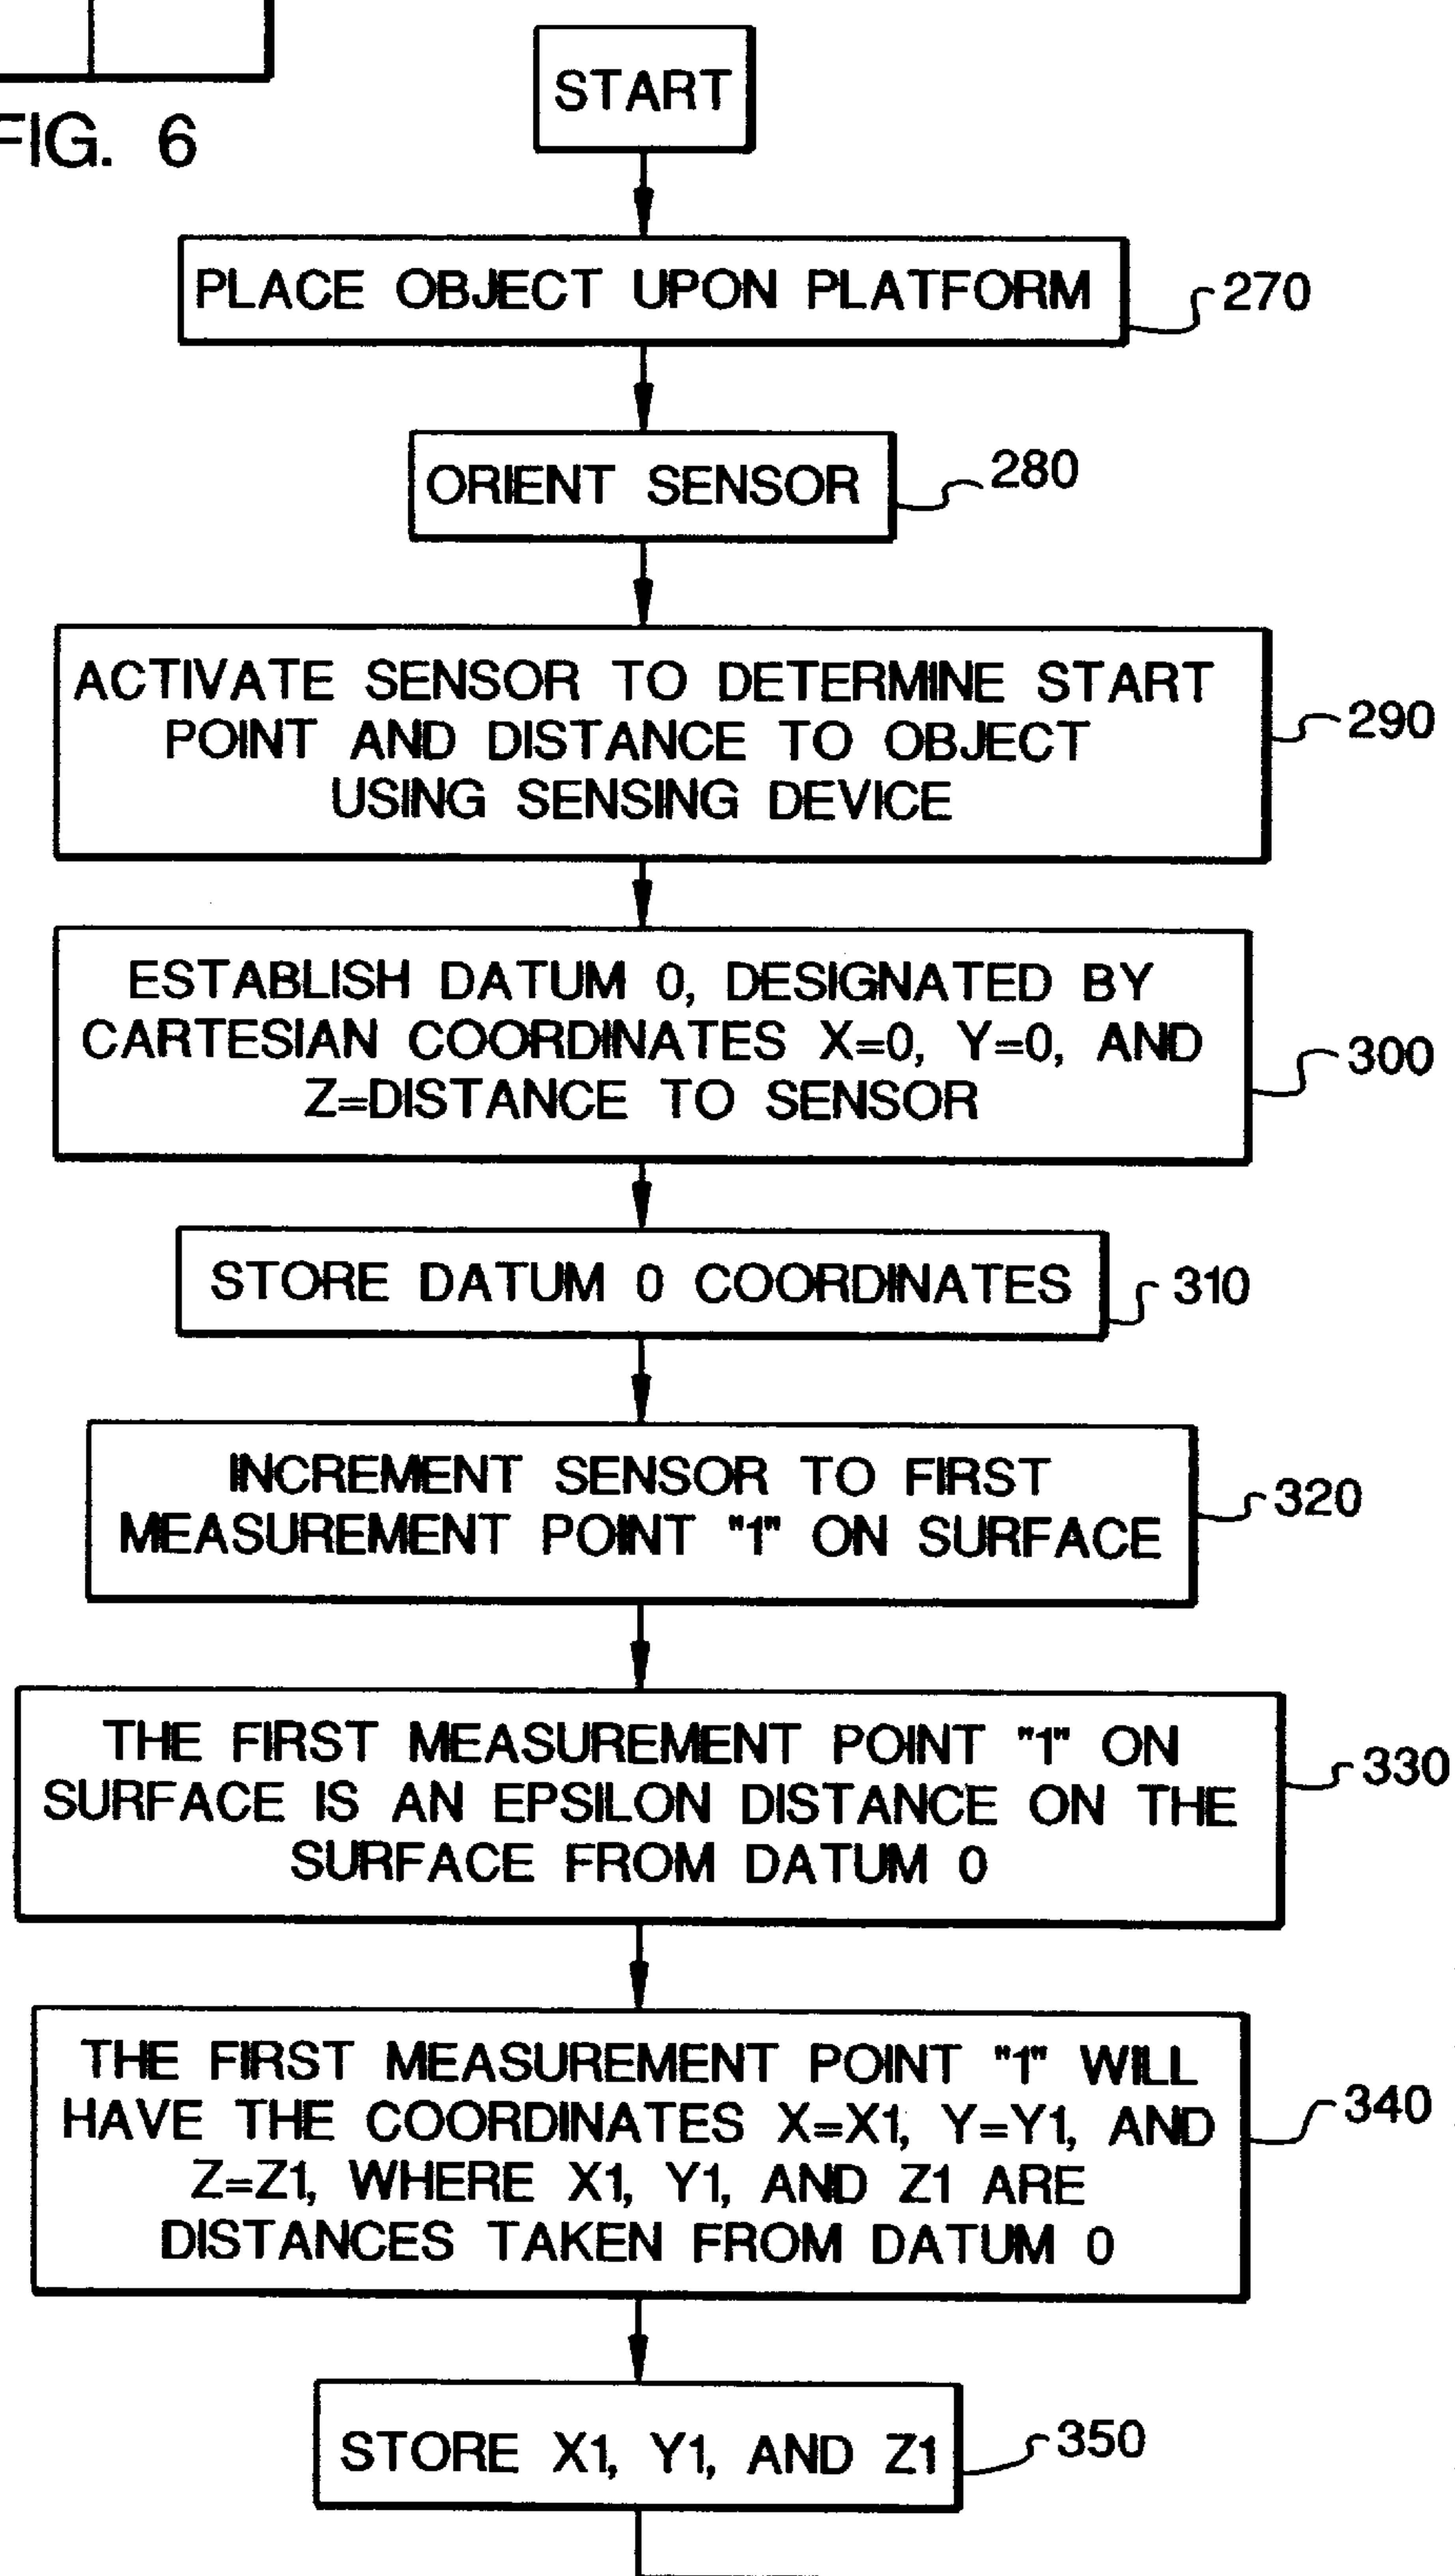 FIG. 6
START
PLACE OBJECT UPON PLATFORM
270
ORIENT SENSOR
280
ACTIVATE SENSOR TO DETERMINE START
POINT AND DISTANCE TO OBJECT
USING SENSING DEVICE
290
ESTABLISH DATUM 0, DESIGNATED BY
CARTESIAN COORDINATES X=0, Y=0, AND
Z=DISTANCE TO SENSOR
300
STORE DATUM 0 COORDINATES
310
INCREMENT SENSOR TO FIRST
MEASUREMENT POINT "1" ON SURFACE
320
THE FIRST MEASUREMENT POINT "1" ON
SURFACE IS AN EPSILON DISTANCE ON THE
SURFACE FROM DATUM 0
330
THE FIRST MEASUREMENT POINT "1" WILL
HAVE THE COORDINATES X=X1, Y=Y1, AND
Z=Z1, WHERE X1, Y1, AND Z1 ARE
DISTANCES TAKEN FROM DATUM 0
340
STORE X1, Y1, AND Z1
350